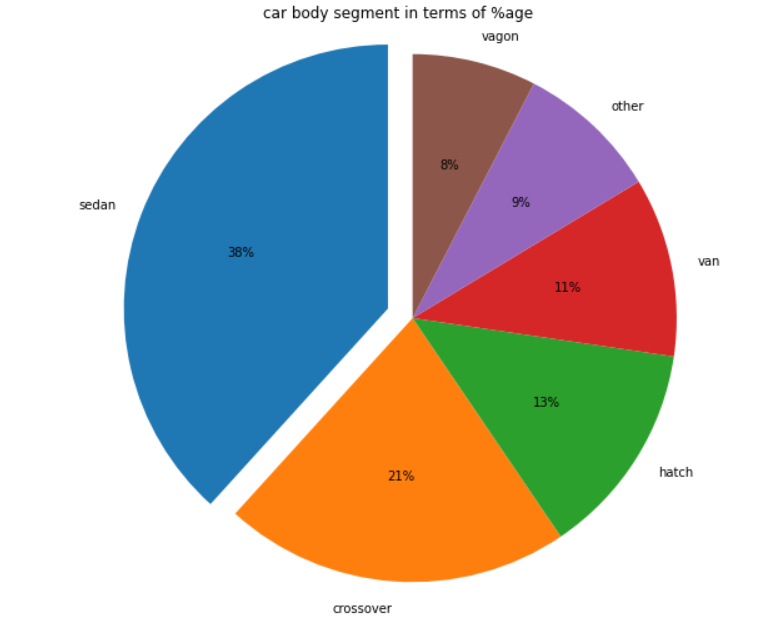 car body segment in terms of %age
vagon
other
8%
9%
sedan
38%
van
11%
13%
hatch
21%
crossover